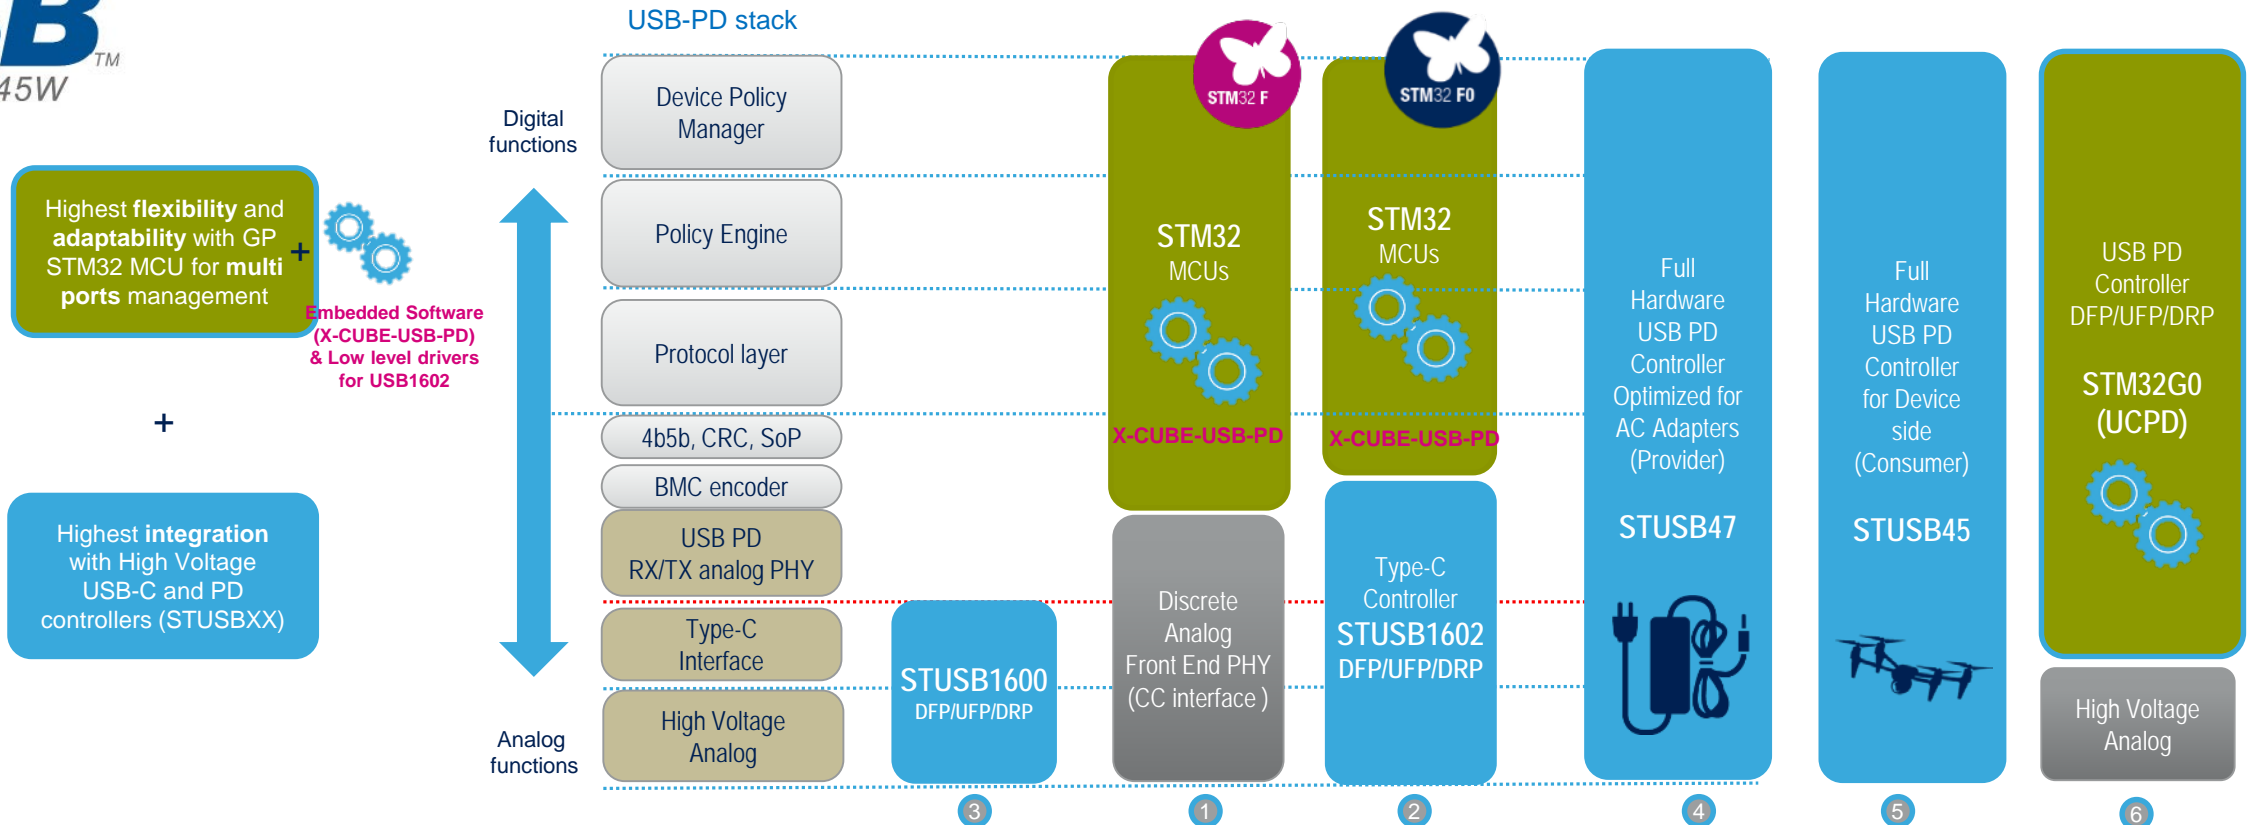 B
TM
45W
USB-PD stack
Digital
functions
Analog
functions
Highest flexibility and
adaptability with GP
STM32 MCU for multi
ports management
+
Embedded Software
(X-CUBE-USB-PD)
& Low level drivers
for USB1602
+
Highest integration
with High Voltage
USB-C and PD
controllers (STUSBXX)
Device Policy
Manager
Policy Engine
Protocol layer
4b5b, CRC, SoP
BMC encoder
USB PD
RX/TX analog PHY
Type-C
Interface
High Voltage
Analog
STUSB1600
DFP/UFP/DRP
3
STM32 F
STM32
MCUs
X-CUBE-USB-PD
Discrete
Analog
Front End PHY
(CC interface )
1
STM32 F0
STM32
MCUs
X-CUBE-USB-PD
Type-C
Controller
STUSB1602
DFP/UFP/DRP
2
Full
Hardware
USB PD
Controller
Optimized for
AC Adapters
(Provider)
STUSB47
4
Full
Hardware
USB PD
Controller
for Device
side
(Consumer)
STUSB45
5
USB PD
Controller
DFP/UFP/DRP
STM32G0
(UCPD)
High Voltage
Analog
6